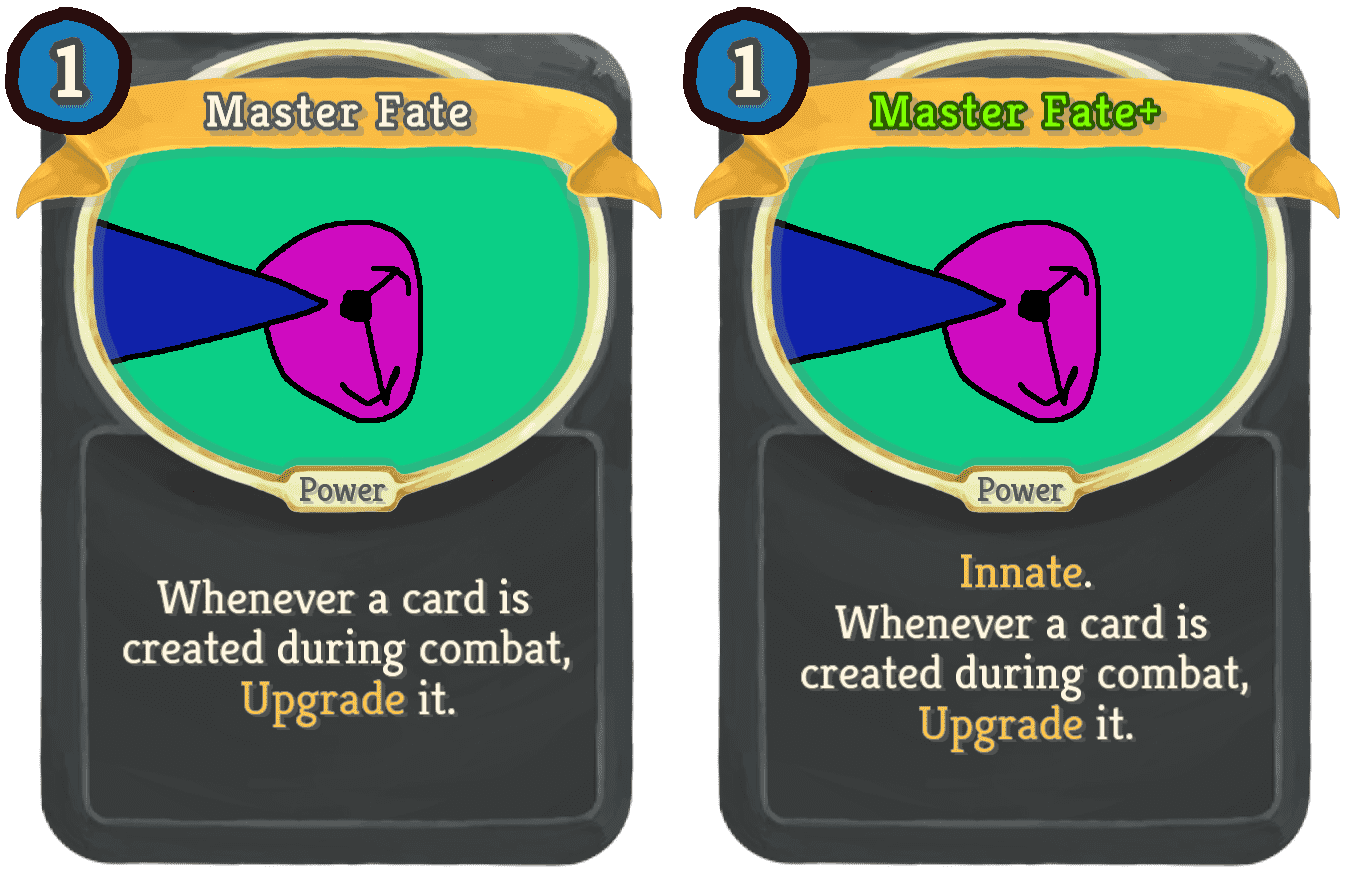 1
Master Fate
Power
Whenever a card is
created during combat,
Upgrade it.
1
Master Fate+
Power
Innate.
Whenever a card is
created during combat,
Upgrade it.